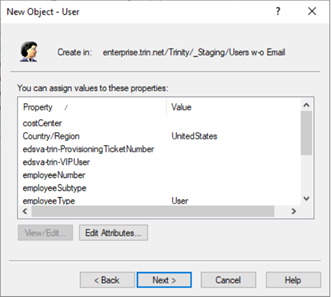 New Object - User
Create in: enterprise.trin.net/Trinity/_Staging/Users w-o Email
You can assign values to these properties:
Property / Value
costCenter
Country/Region UnitedStates
edsva-trin-ProvisioningTicketNumber
edsva-trin-VIPUser
employeeNumber
employeeSubtype
employeeType User
View/Edit... Edit Attributes...
< Back Next > Cancel Help